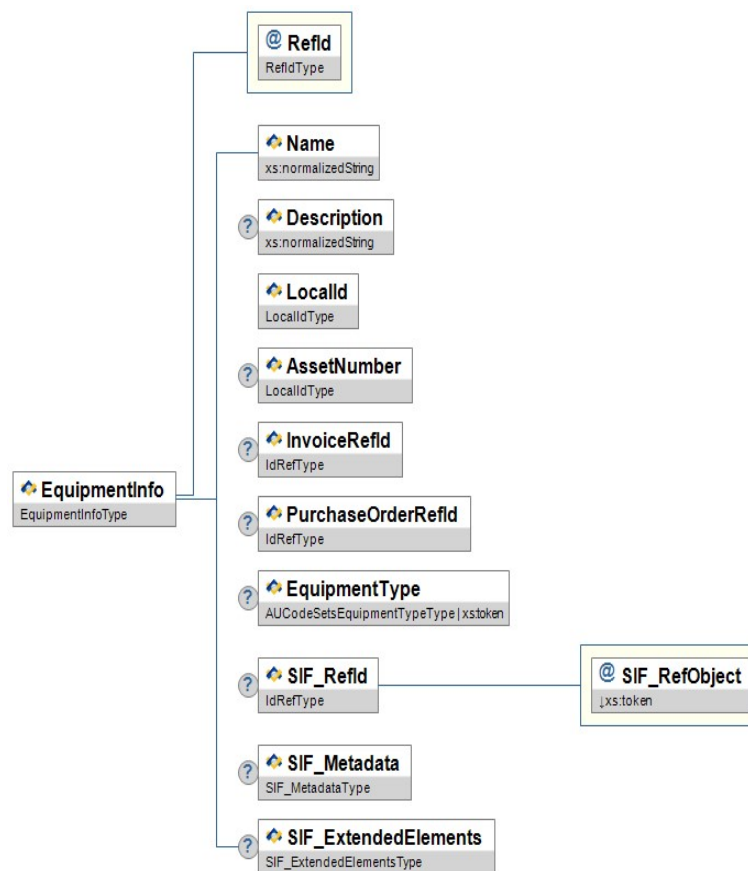 @ RefId
RefIdType
Name
xs:normalizedString
? Description
xs:normalizedString
LocalId
LocalIdType
? AssetNumber
LocalIdType
? InvoiceRefId
IdRefType
EquipmentInfo
EquipmentInfoType
? PurchaseOrderRefId
IdRefType
? EquipmentType
AUCodeSetsEquipmentTypeType | xs:token
? SIF_RefId
IdRefType
@ SIF_RefObject
↓xs:token
? SIF_Metadata
SIF_MetadataType
? SIF_ExtendedElements
SIF_ExtendedElementsType